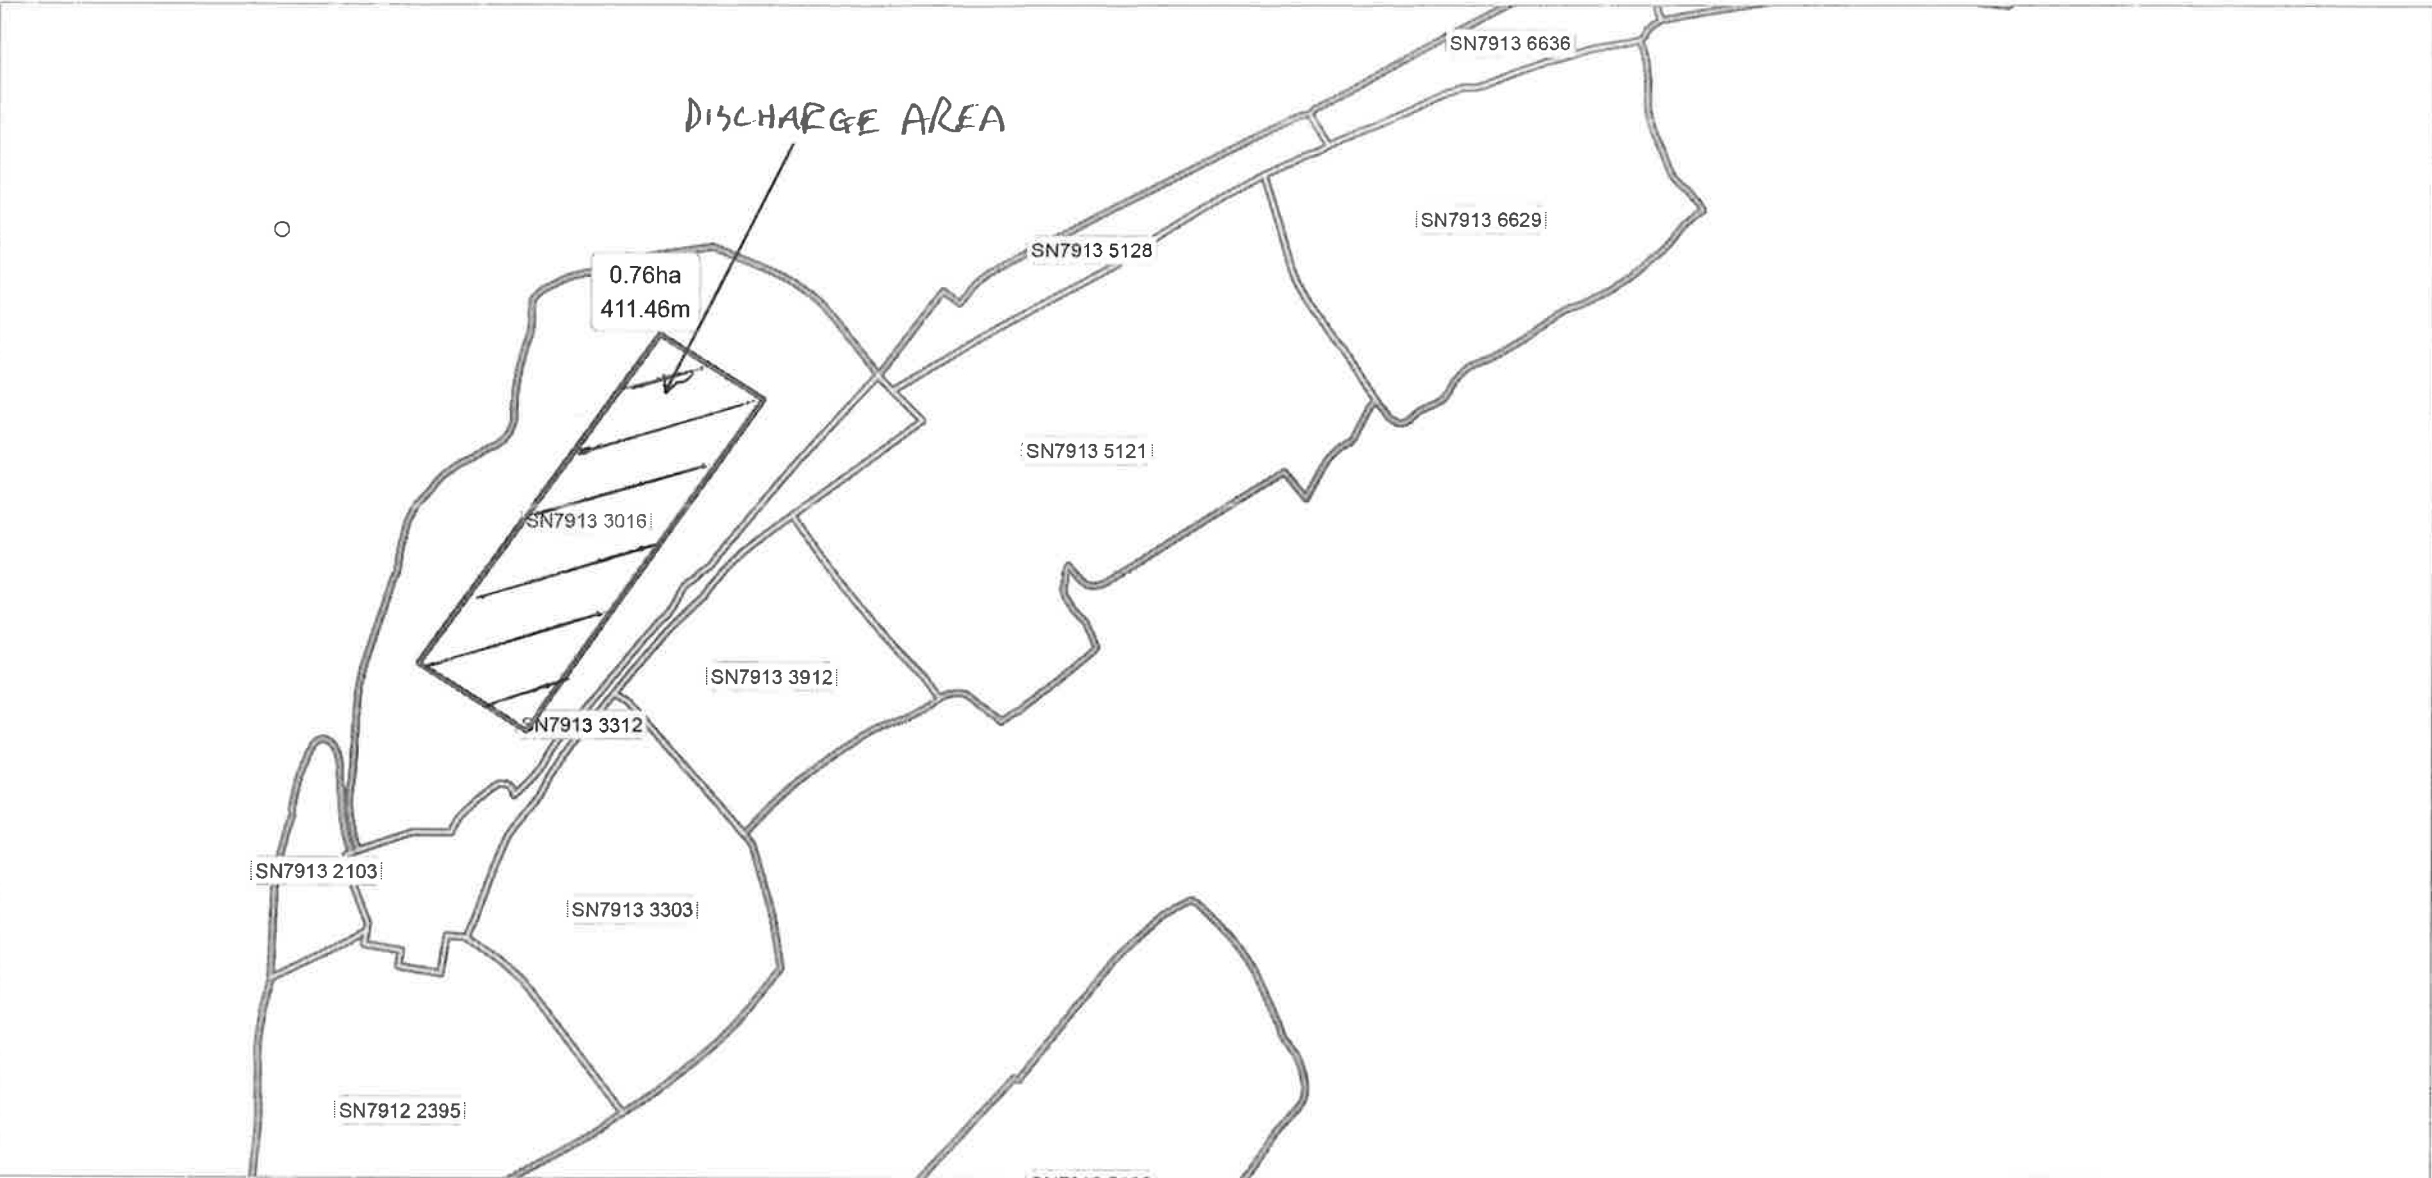 SN7913 6636
DISCHARGE AREA
SN7913 6629
SN7913 5128
0.76ha
411.46m
SN7913 5121
SN7913 3016
SN7913 3912
SN7913 3312
SN7913 2103
SN7913 3303
SN7912 2395